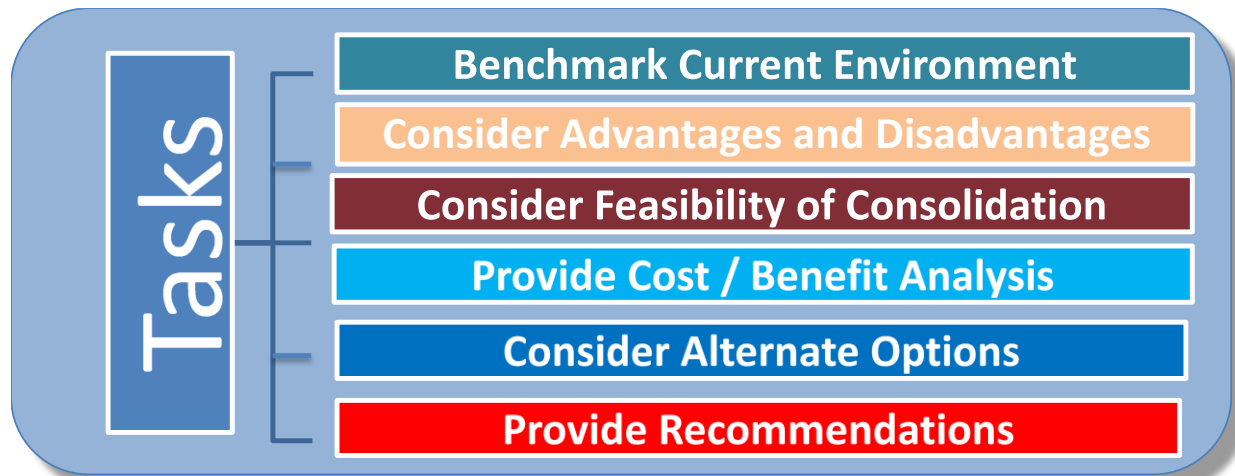 Tasks
Benchmark Current Environment
Consider Advantages and Disadvantages
Consider Feasibility of Consolidation
Provide Cost / Benefit Analysis
Consider Alternate Options
Provide Recommendations